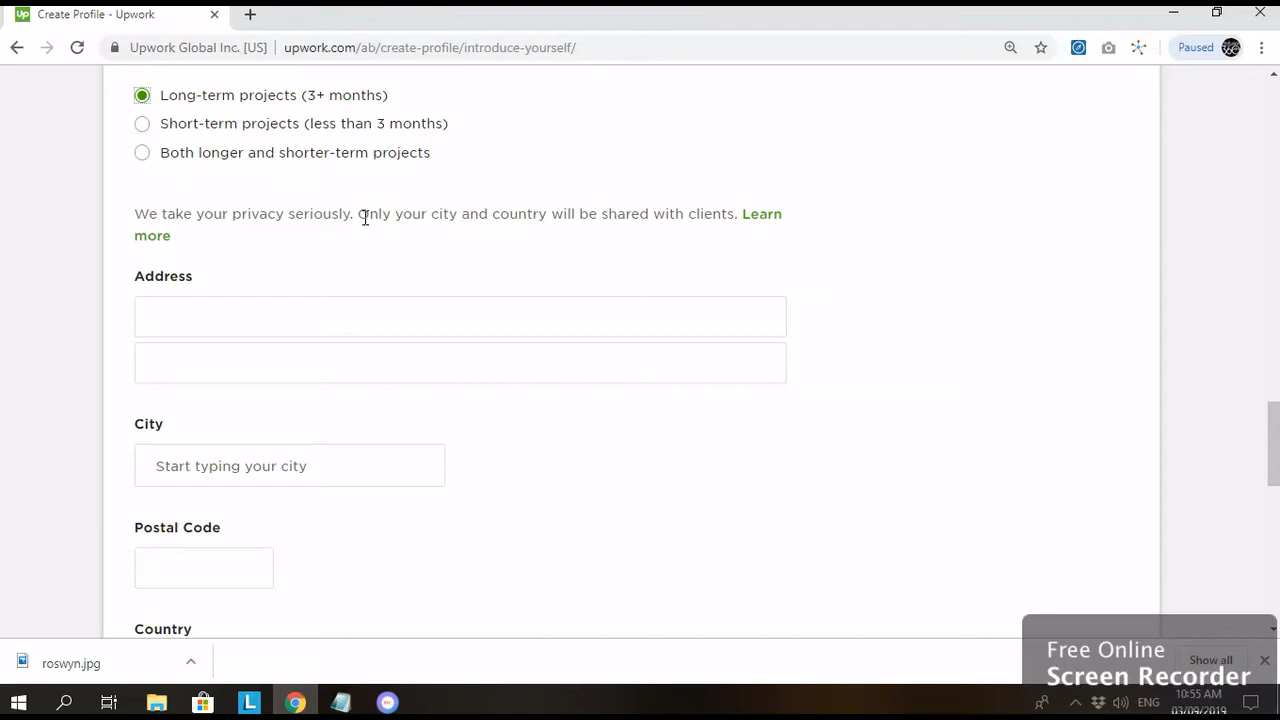 Create Profile - Upwork
Upwork Global Inc. [US]
upwork.com/ab/create-profile/introduce-yourself/
Paused
Long-term projects (3+ months)
Short-term projects (less than 3 months)
Both longer and shorter-term projects
We take your privacy seriously. Only your city and country will be shared with clients. Learn
more
Address
City
Start typing your city
Postal Code
Country
roswyn.jpg
Show all
Free Online
Screen Recorder
ENG
10:55 AM
03/09/2019